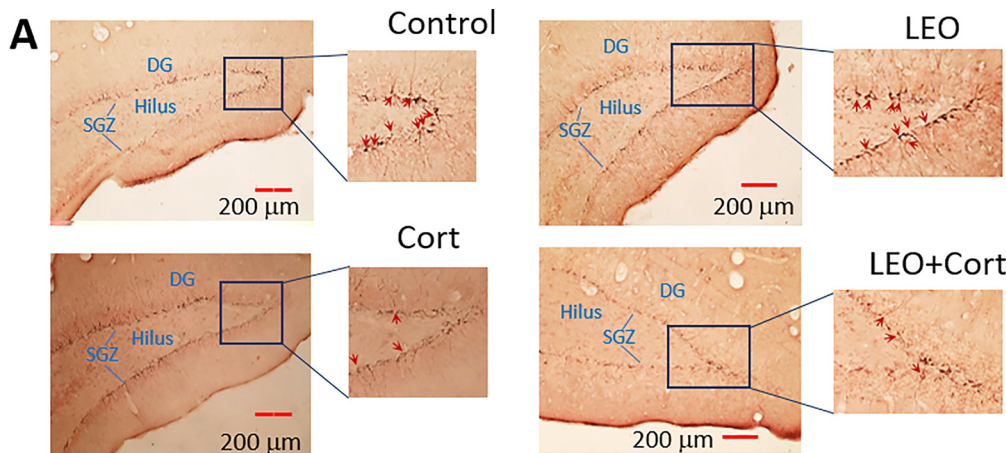 A
Control
DG
Hilus
SGZ
200 µm
LEO
DG
Hilus
SGZ
200 µm
Cort
DG
Hilus
SGZ
200 µm
LEO+Cort
DG
Hilus
SGZ
200 µm